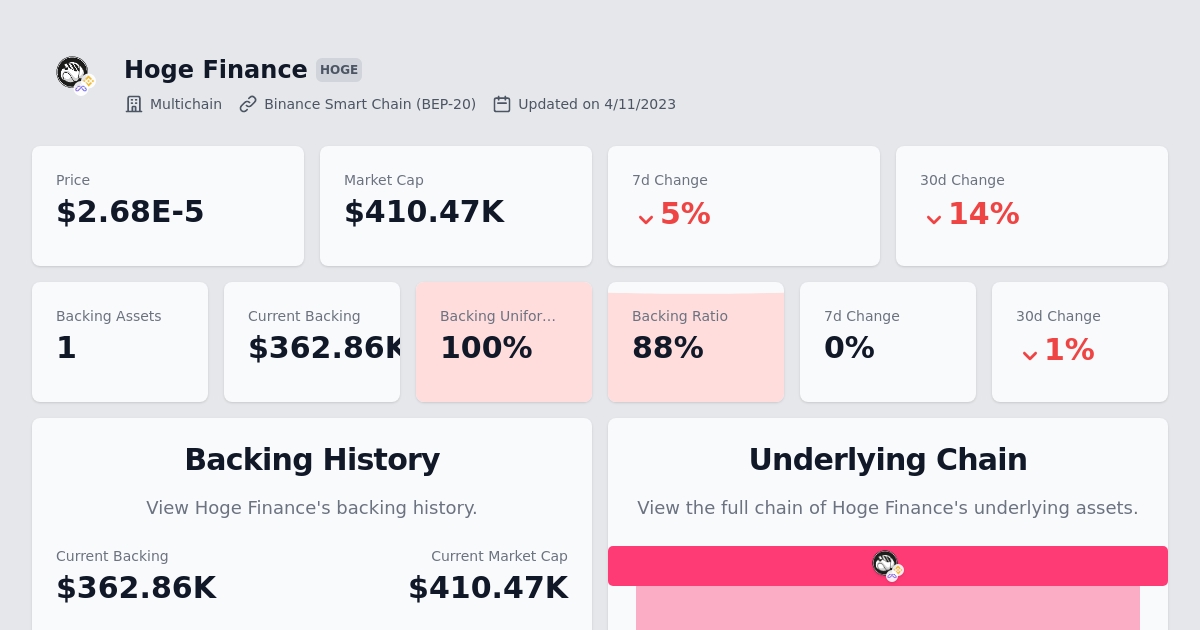 Hoge Finance HOGE
Multichain Binance Smart Chain (BEP-20) Updated on 4/11/2023
Price
$2.68E-5
Market Cap
$410.47K
7d Change
5%
30d Change
14%
Backing Assets
1
Current Backing
$362.86K
Backing Unifor...
100%
Backing Ratio
88%
7d Change
0%
30d Change
1%
Backing History
View Hoge Finance's backing history.
Current Backing
$362.86K
Current Market Cap
$410.47K
Underlying Chain
View the full chain of Hoge Finance's underlying assets.